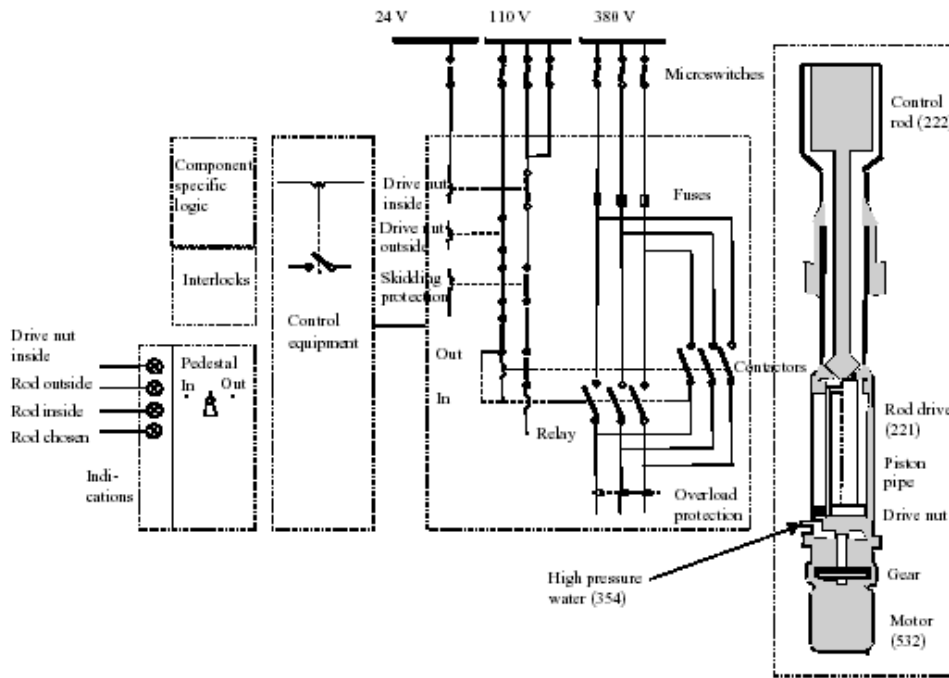 24 V
110 V
380 V
Microswitches
Control
rod (222)
Component
specific
logic
Drive nut
inside
Fuses
Drive nut
outside
Interlocks
Skidding
protection
Control
equipment
Drive nut
inside
Rod outside
Rod inside
Rod chosen
Pedestal
In
Out
Indi-
cations
Out
In
Contactors
Relay
Overload
protection
Rod drive
(221)
Piston
pipe
Drive nut
High pressure
water (354)
Gear
Motor
(532)